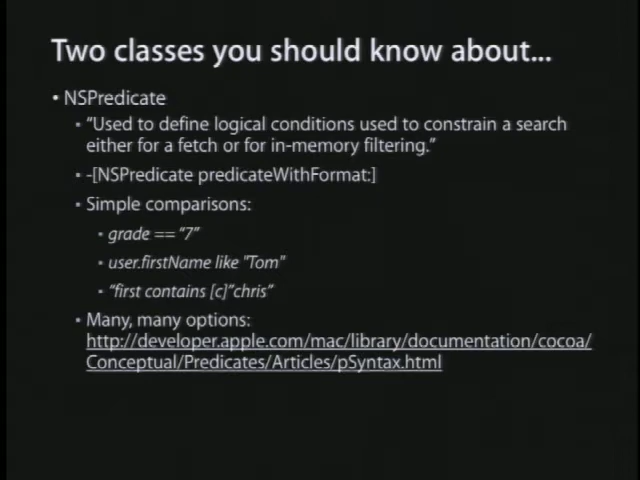 Two classes you should know about...
• NSPredicate
• "Used to define logical conditions used to constrain a search
either for a fetch or for in-memory filtering."
• -[NSPredicate predicateWithFormat:]
• Simple comparisons:
• grade == "7"
• user.firstName like "Tom"
• "first contains [c]"chris"
• Many, many options:
http://developer.apple.com/mac/library/documentation/cocoa/
Conceptual/Predicates/Articles/pSyntax.html